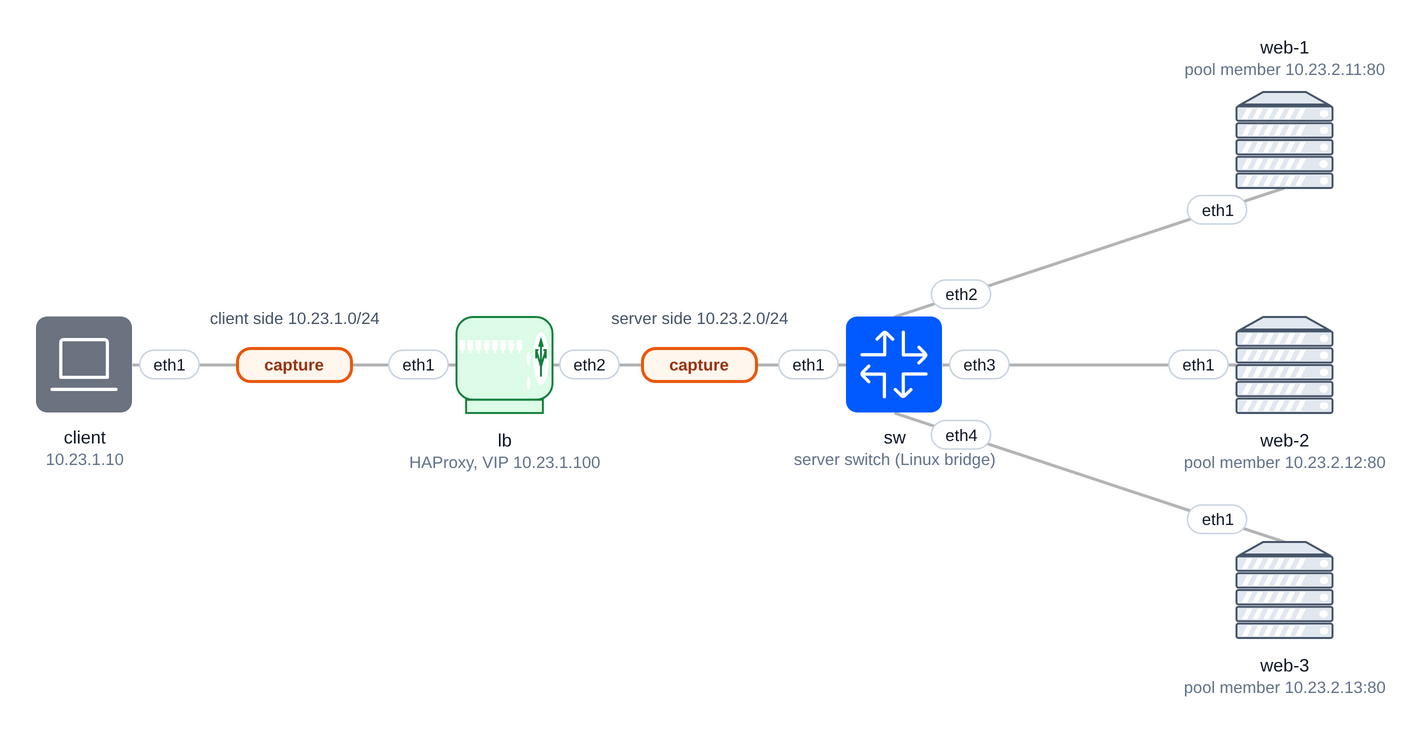 web-1
pool member 10.23.2.11:80
eth1
eth2
client side 10.23.1.0/24
server side 10.23.2.0/24
eth1
capture
eth1
eth2
capture
eth1
eth3
eth1
client
10.23.1.10
lb
HAProxy, VIP 10.23.1.100
sw
eth4
server switch (Linux bridge)
web-2
pool member 10.23.2.12:80
eth1
web-3
pool member 10.23.2.13:80